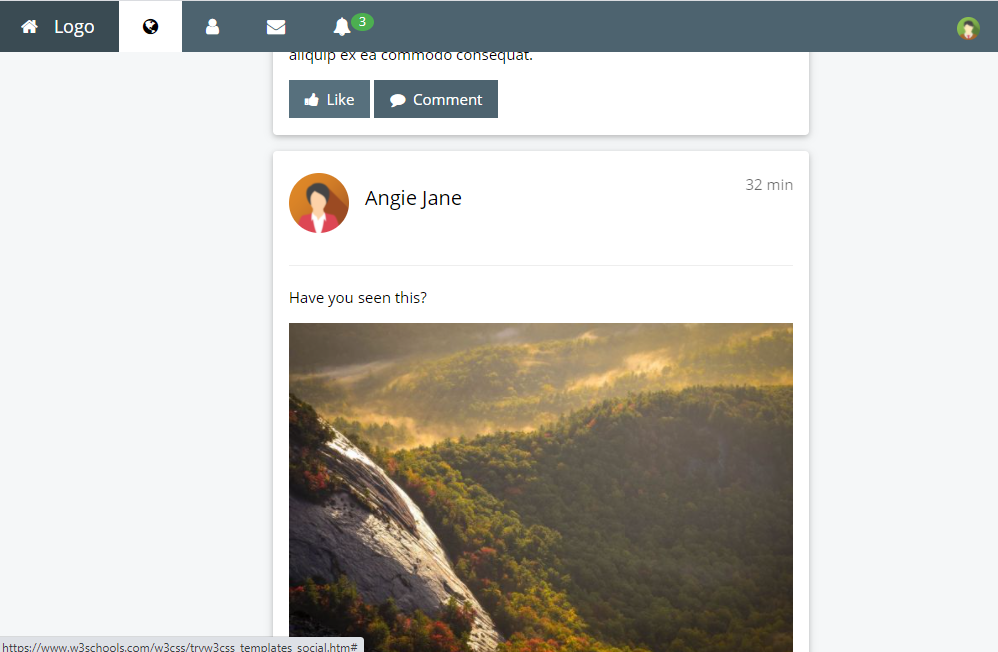 Logo
3
aliquip ex ea commodo consequat.
Like
Comment
Angie Jane
32 min
Have you seen this?
https://www.w3schools.com/w3css/tryw3css_templates_social.htm#